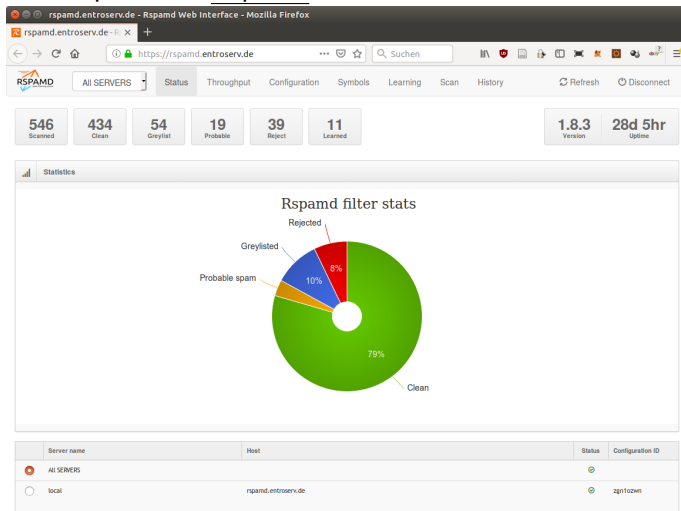 rspamd.entroserv.de - Rspamd Web Interface - Mozilla Firefox
rspamd.entroserv.de - R
https://rspamd.entroserv.de
Suchen
RSPAMD
All SERVERS
Status Throughput Configuration Symbols Learning Scan History
Refresh Disconnect
546 434 54 19 39 11 1.8.3 28d 5hr
Scanned Clean Greylist Probable Reject Learned Version Uptime
Statistics
Rspamd filter stats
Rejected
Greylisted
8%
Probable spam
10%
79%
Clean
Server name Host Status Configuration ID
All SERVERS
local rspamd.entroserv.de zgn1ozwn